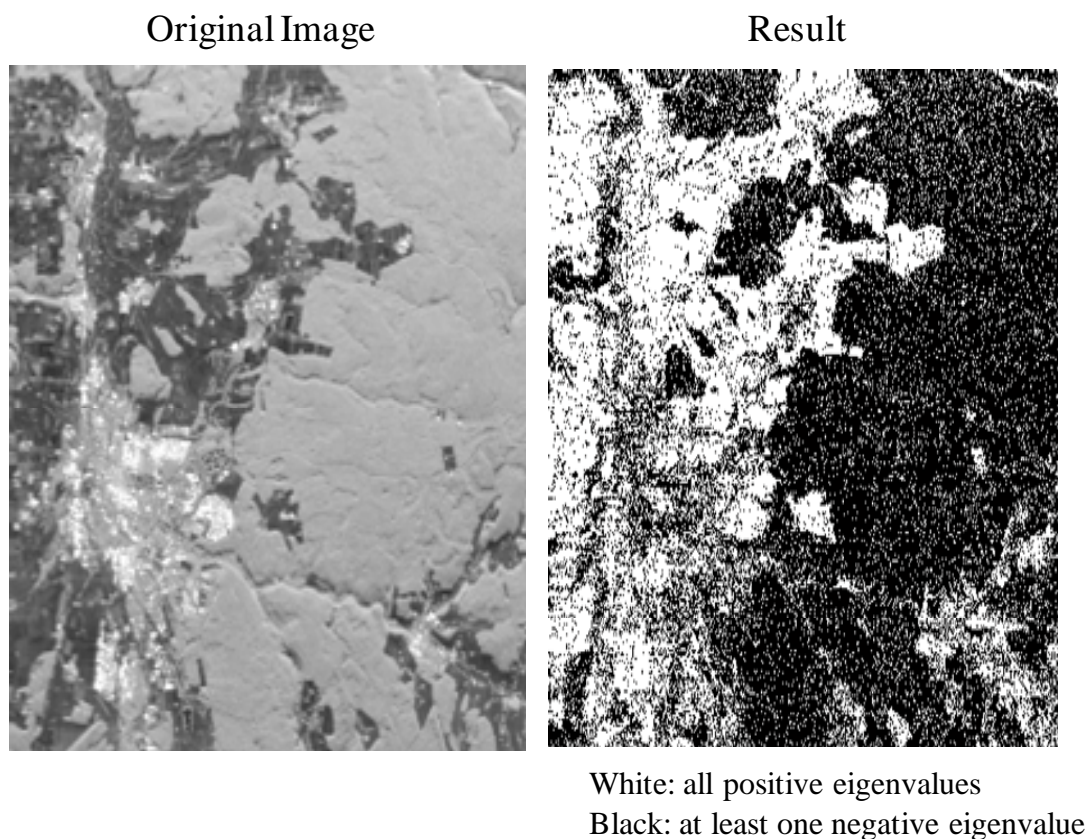 Original Image
Result
White: all positive eigenvalues
Black: at least one negative eigenvalue